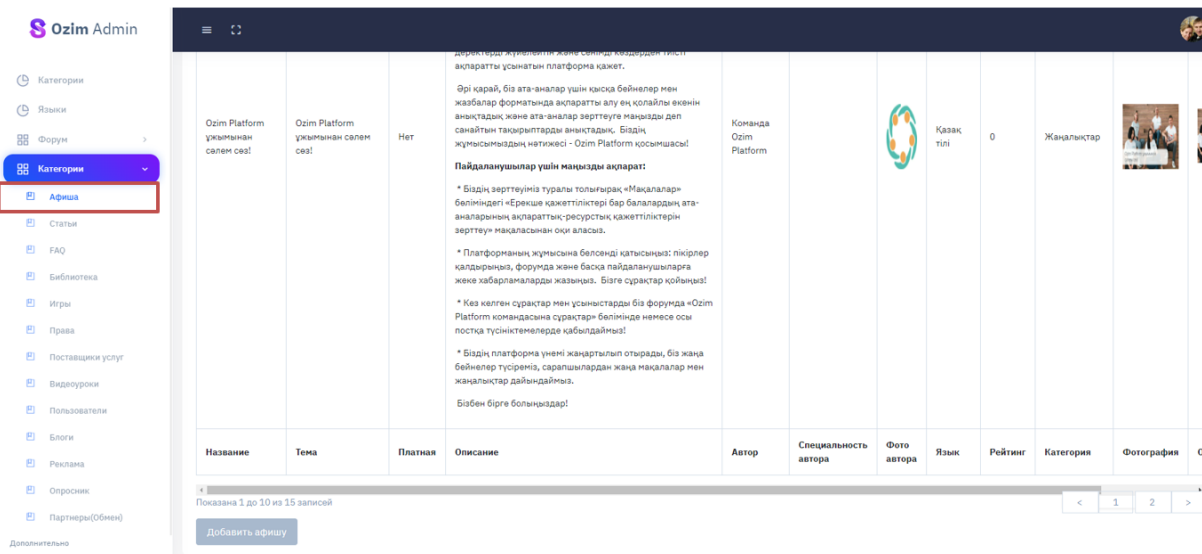 Ozim Admin
Категории
Языки
Форум
Категории
Афиша
Статьи
FAQ
Библиотека
Игры
Права
Поставщики услуг
Видеоуроки
Пользователи
Блоги
Реклама
Опросник
Партнеры(Обмен)
Дополнительно
ақпаратты ұсынатын платформа қажет.
Әрі қарай, біз ата-аналар үшін қысқа бейнелер мен
жазбалар форматында ақпаратты алу ең қолайлы екенін
анықтадық және ата-аналар зерттеуге маңызды деп
санайтын тақырыптарды анықтадық. Біздің
жұмысымыздың нәтижесі - Ozim Platform қосымшасы!
Пайдаланушылар үшін маңызды ақпарат:
* Біздің зерттеуіміз туралы толығырақ «Мақалалар»
бөліміндегі «Ерекше қажеттіліктері бар балалардың ата-
аналарының ақпараттық-ресурстық қажеттіліктерін
зерттеу» мақаласынан оқи аласыз.
* Платформаның жұмысына белсенді қатысыңыз: пікірлер
қалдырыңыз, форумда және басқа пайдаланушыларға
жеке хабарламаларды жазыңыз. Бізге сұрақтар қойыңыз!
* Кез келген сұрақтар мен ұсыныстарды біз форумда «Ozim
Platform командасына сұрақтар» бөлімінде немесе осы
постқа түсініктемелерде қабылдаймыз!
* Біздің платформа үнемі жаңартылып отырады, біз жаңа
бейнелер түсіреміз, сарапшылардан жаңа мақалалар мен
жаңалықтар дайындаймыз.
Бізбен бірге болыңыздар!
Ozim Platform
ұжымынан
сәлем сөз!
Ozim Platform
ұжымынан сәлем
сөз!
Нет
Команда
Ozim
Platform
Қазақ
тілі
0
Жаңалықтар
Название
Тема
Платная
Описание
Автор
Специальность
автора
Фото
автора
Язык
Рейтинг
Категория
Фотография
Показана 1 до 10 из 15 записей
< 1 2 >
Добавить афишу